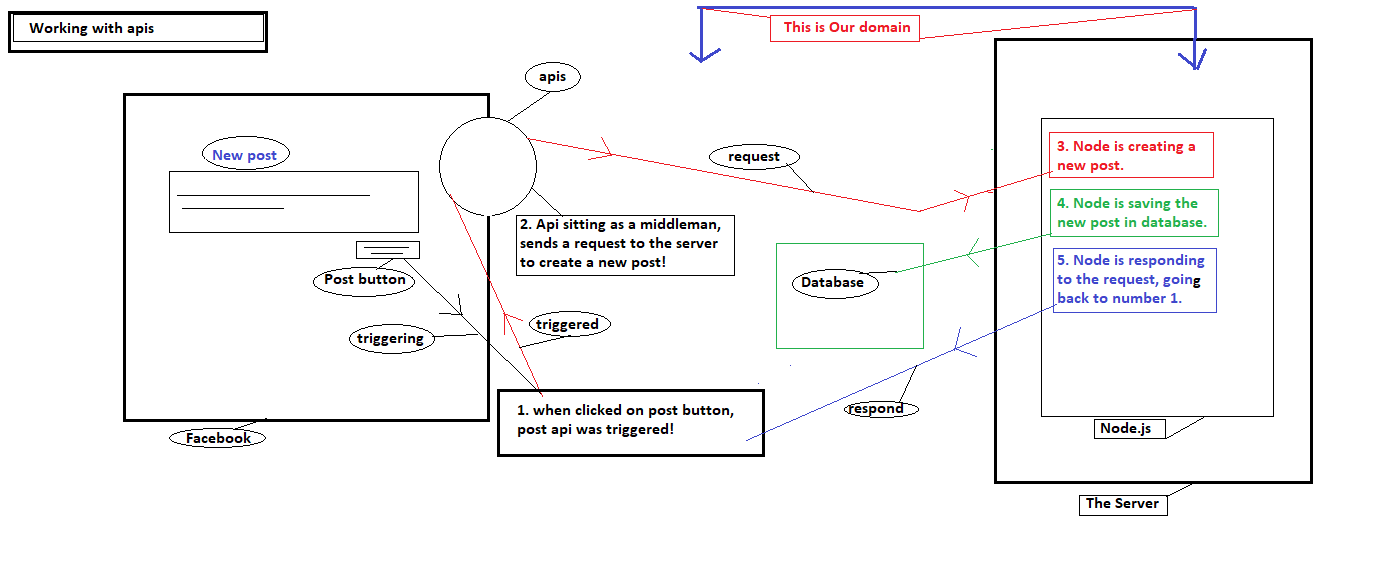 Working with apis
This is Our domain
apis
New post
request
3. Node is creating a
new post.
4. Node is saving the
new post in database.
2. Api sitting as a middleman,
sends a request to the server
to create a new post!
5. Node is responding
to the request, going
back to number 1.
Post button
Database
triggering
triggered
1. when clicked on post button,
post api was triggered!
respond
Facebook
Node.js
The Server